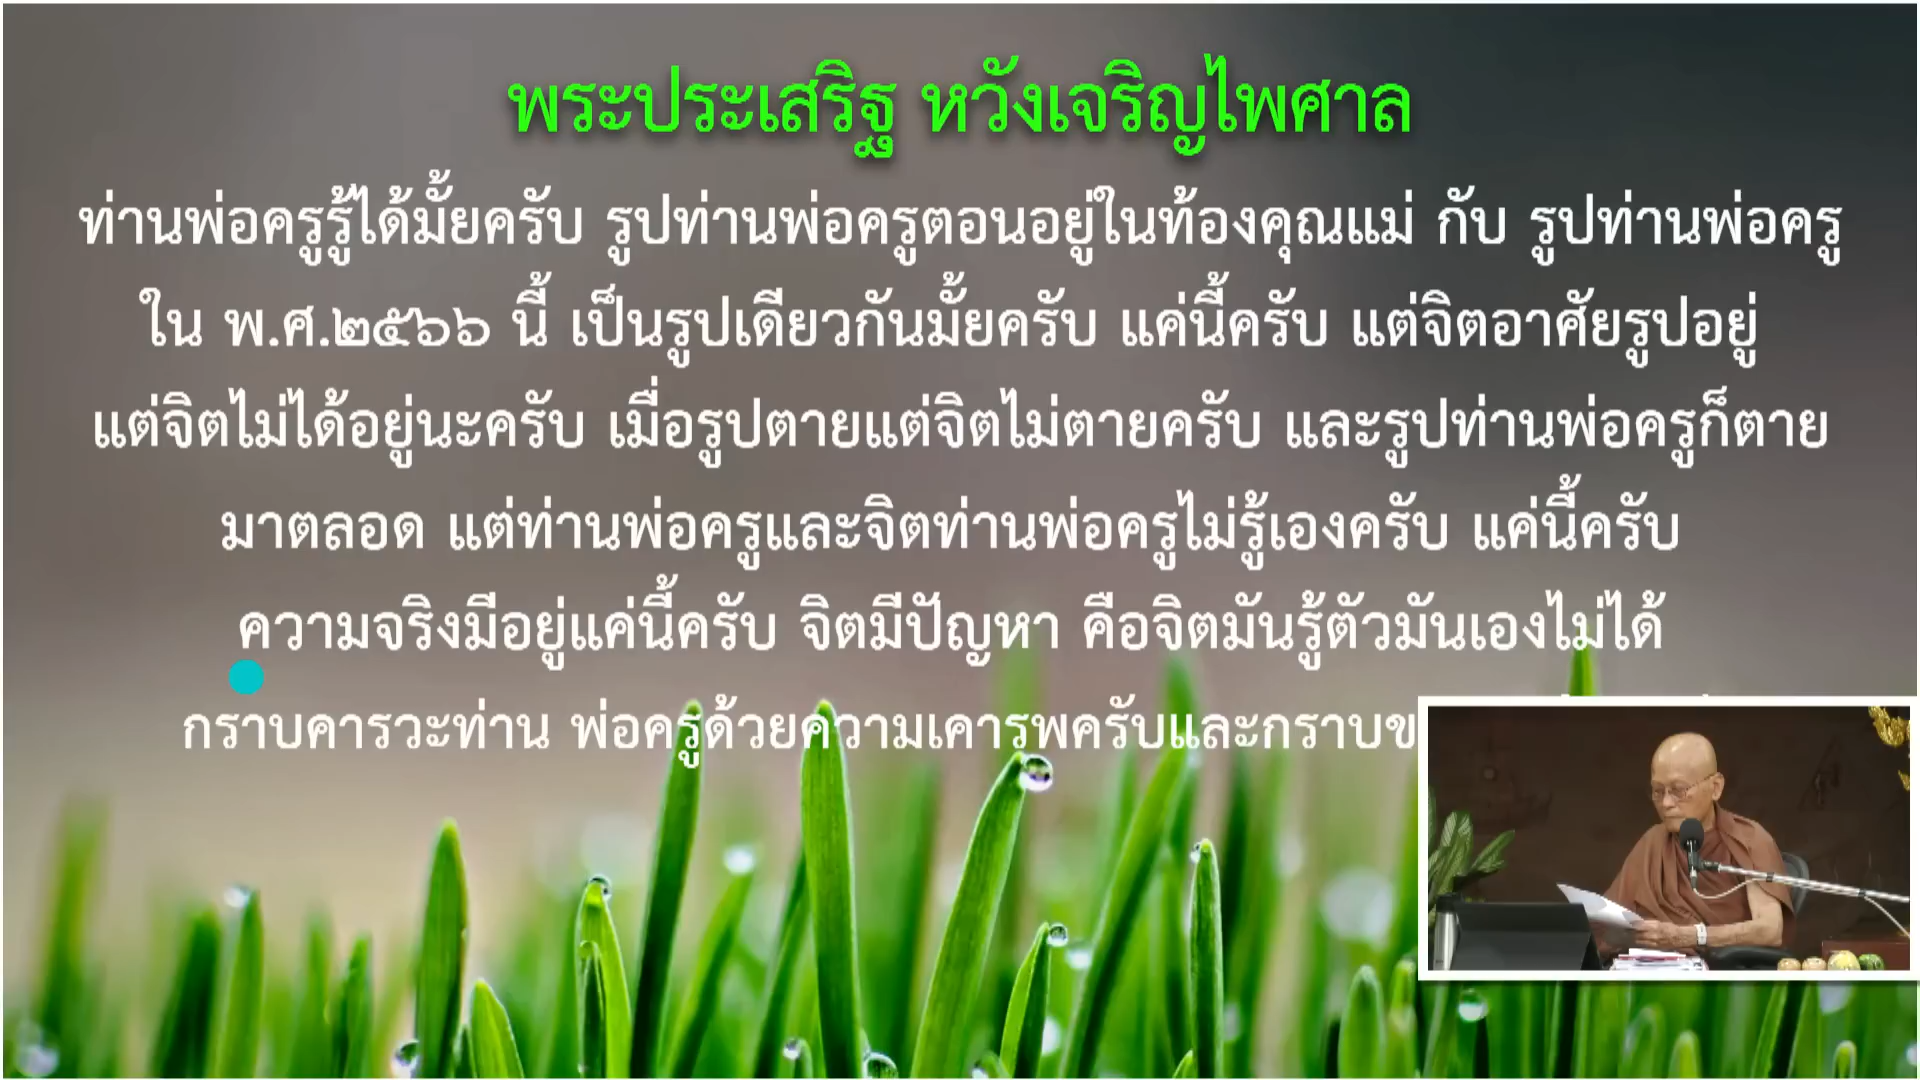 พระประเสริฐ หวังเจริญไพศาล
ท่านพ่อครูรู้ได้มั้ยครับ รูปท่านพ่อครูตอนอยู่ในท้องคุณแม่ กับ รูปท่านพ่อครู
ใน พ.ศ.๒๕๖๖ นี้ เป็นรูปเดียวกันมั้ยครับ แค่นี้ครับ แต่จิตอาศัยรูปอยู่
แต่จิตไม่ได้อยู่นะครับ เมื่อรูปตายแต่จิตไม่ตายครับ และรูปท่านพ่อครูก็ตาย
มาตลอด แต่ท่านพ่อครูและจิตท่านพ่อครูไม่รู้เองครับ แค่นี้ครับ
ความจริงมีอยู่แค่นี้ครับ จิตมีปัญหา คือจิตมันรู้ตัวมันเองไม่ได้
กราบคารวะท่าน พ่อครูด้วยความเคารพครับและกราบ